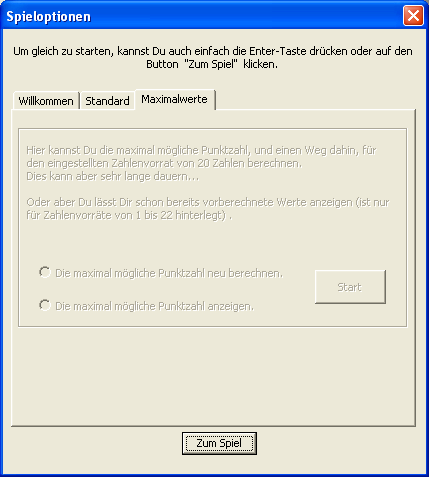 Spieloptionen
Um gleich zu starten, kannst Du auch einfach die Enter-Taste drücken oder auf den
Button "Zum Spiel" klicken.
Willkommen Standard Maximalwerte
Hier kannst Du die maximal mögliche Punktzahl, und einen Weg dahin, für
den eingestellten Zahlenvorrat von 20 Zahlen berechnen.
Dies kann aber sehr lange dauern...
Oder aber Du lässt Dir schon bereits vorberechnete Werte anzeigen (ist nur
für Zahlenvorräte von 1 bis 22 hinterlegt) .
Die maximal mögliche Punktzahl neu berechnen.
Start
Die maximal mögliche Punktzahl anzeigen.
Zum Spiel